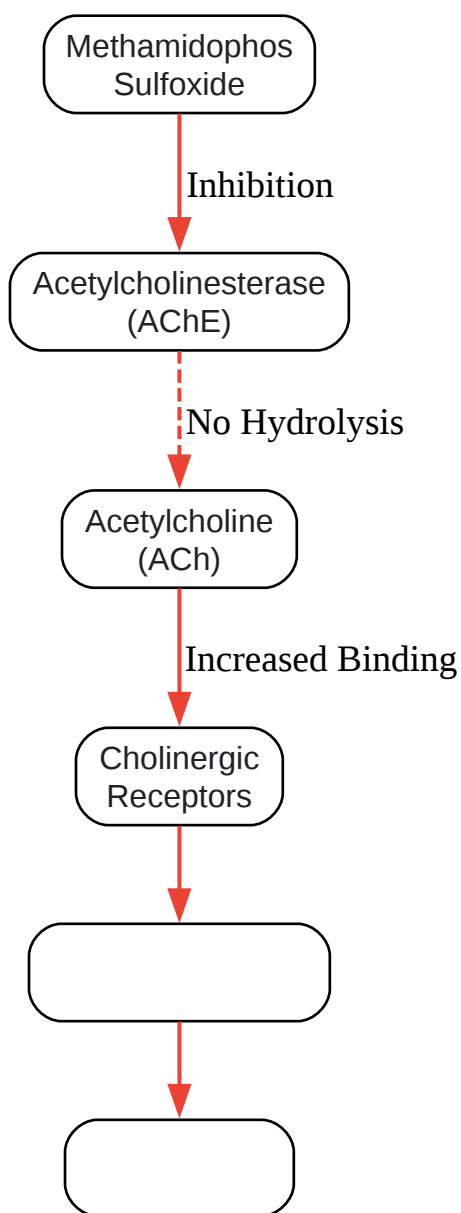 Methamidophos
Sulfoxide
Inhibition
Acetylcholinesterase
(AChE)
No Hydrolysis
Acetylcholine
(ACh)
Increased Binding
Cholinergic
Receptors